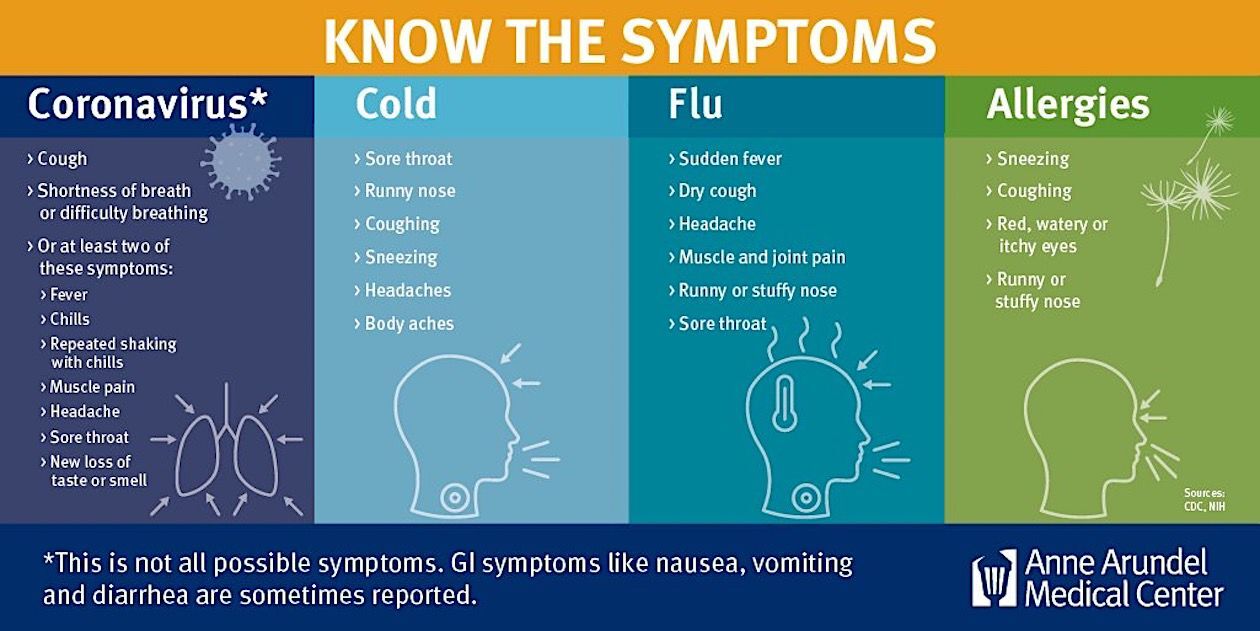 KNOW THE SYMPTOMS
Coronavirus*
> Cough
> Shortness of breath
or difficulty breathing
> Or at least two of
these symptoms:
> Fever
> Chills
> Repeated shaking
with chills
> Muscle pain
> Headache
> Sore throat
> New loss of
taste or smell
Cold
> Sore throat
> Runny nose
> Coughing
> Sneezing
> Headaches
> Body aches
Flu
> Sudden fever
> Dry cough
> Headache
> Muscle and joint pain
> Runny or stuffy nose
> Sore throat
Allergies
> Sneezing
> Coughing
> Red, watery or
itchy eyes
> Runny or
stuffy nose
Sources:
CDC, NIH
*This is not all possible symptoms. GI symptoms like nausea, vomiting
and diarrhea are sometimes reported.
Anne Arundel
Medical Center